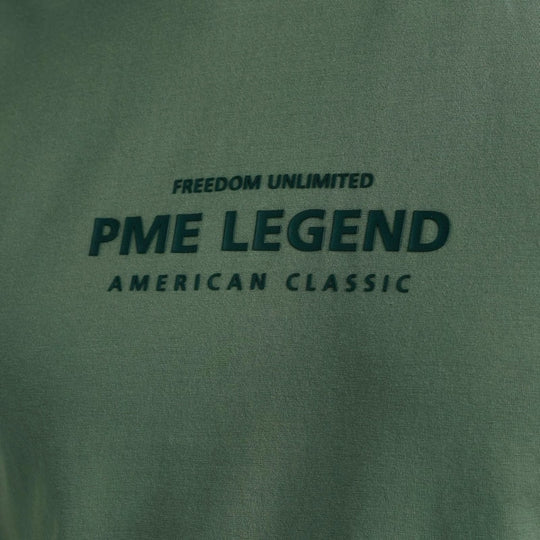 FREEDOM UNLIMITED
PME LEGEND
AMERICAN CLASSIC